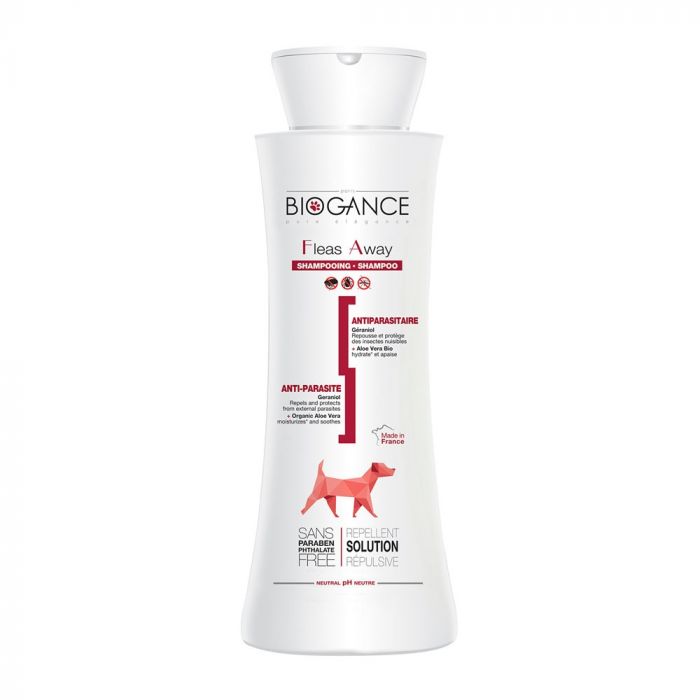 PARIS
BIOGANCE
pure élégance
Fleas Away
SHAMPOOING • SHAMPOO
ANTIPARASITAIRE
Géraniol
Repousse et protège
des insectes nuisibles
+ Aloe Vera Bio
hydrate* et apaise
ANTI-PARASITE
Geraniol
Repels and protects
from external parasites
+ Organic Aloe Vera
moisturizes* and soothes
Made in
France
SANS
PARABEN
PHTHALATE
FREE
REPELLENT
SOLUTION
RÉPULSIVE
NEUTRAL pH NEUTRE